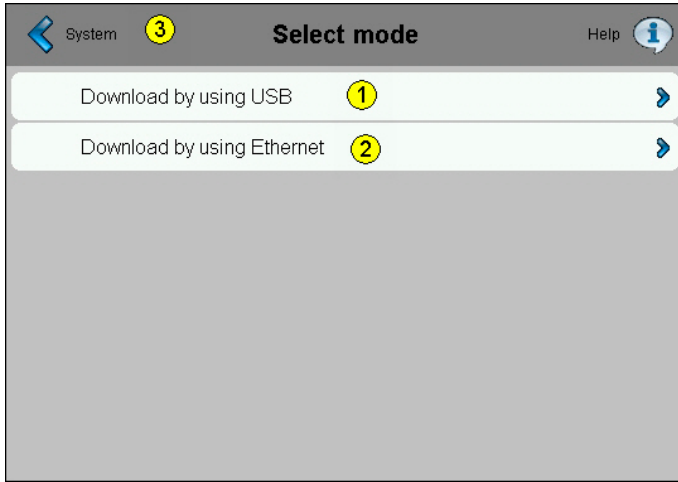 System 3 Select mode Help
Download by using USB 1
Download by using Ethernet 2